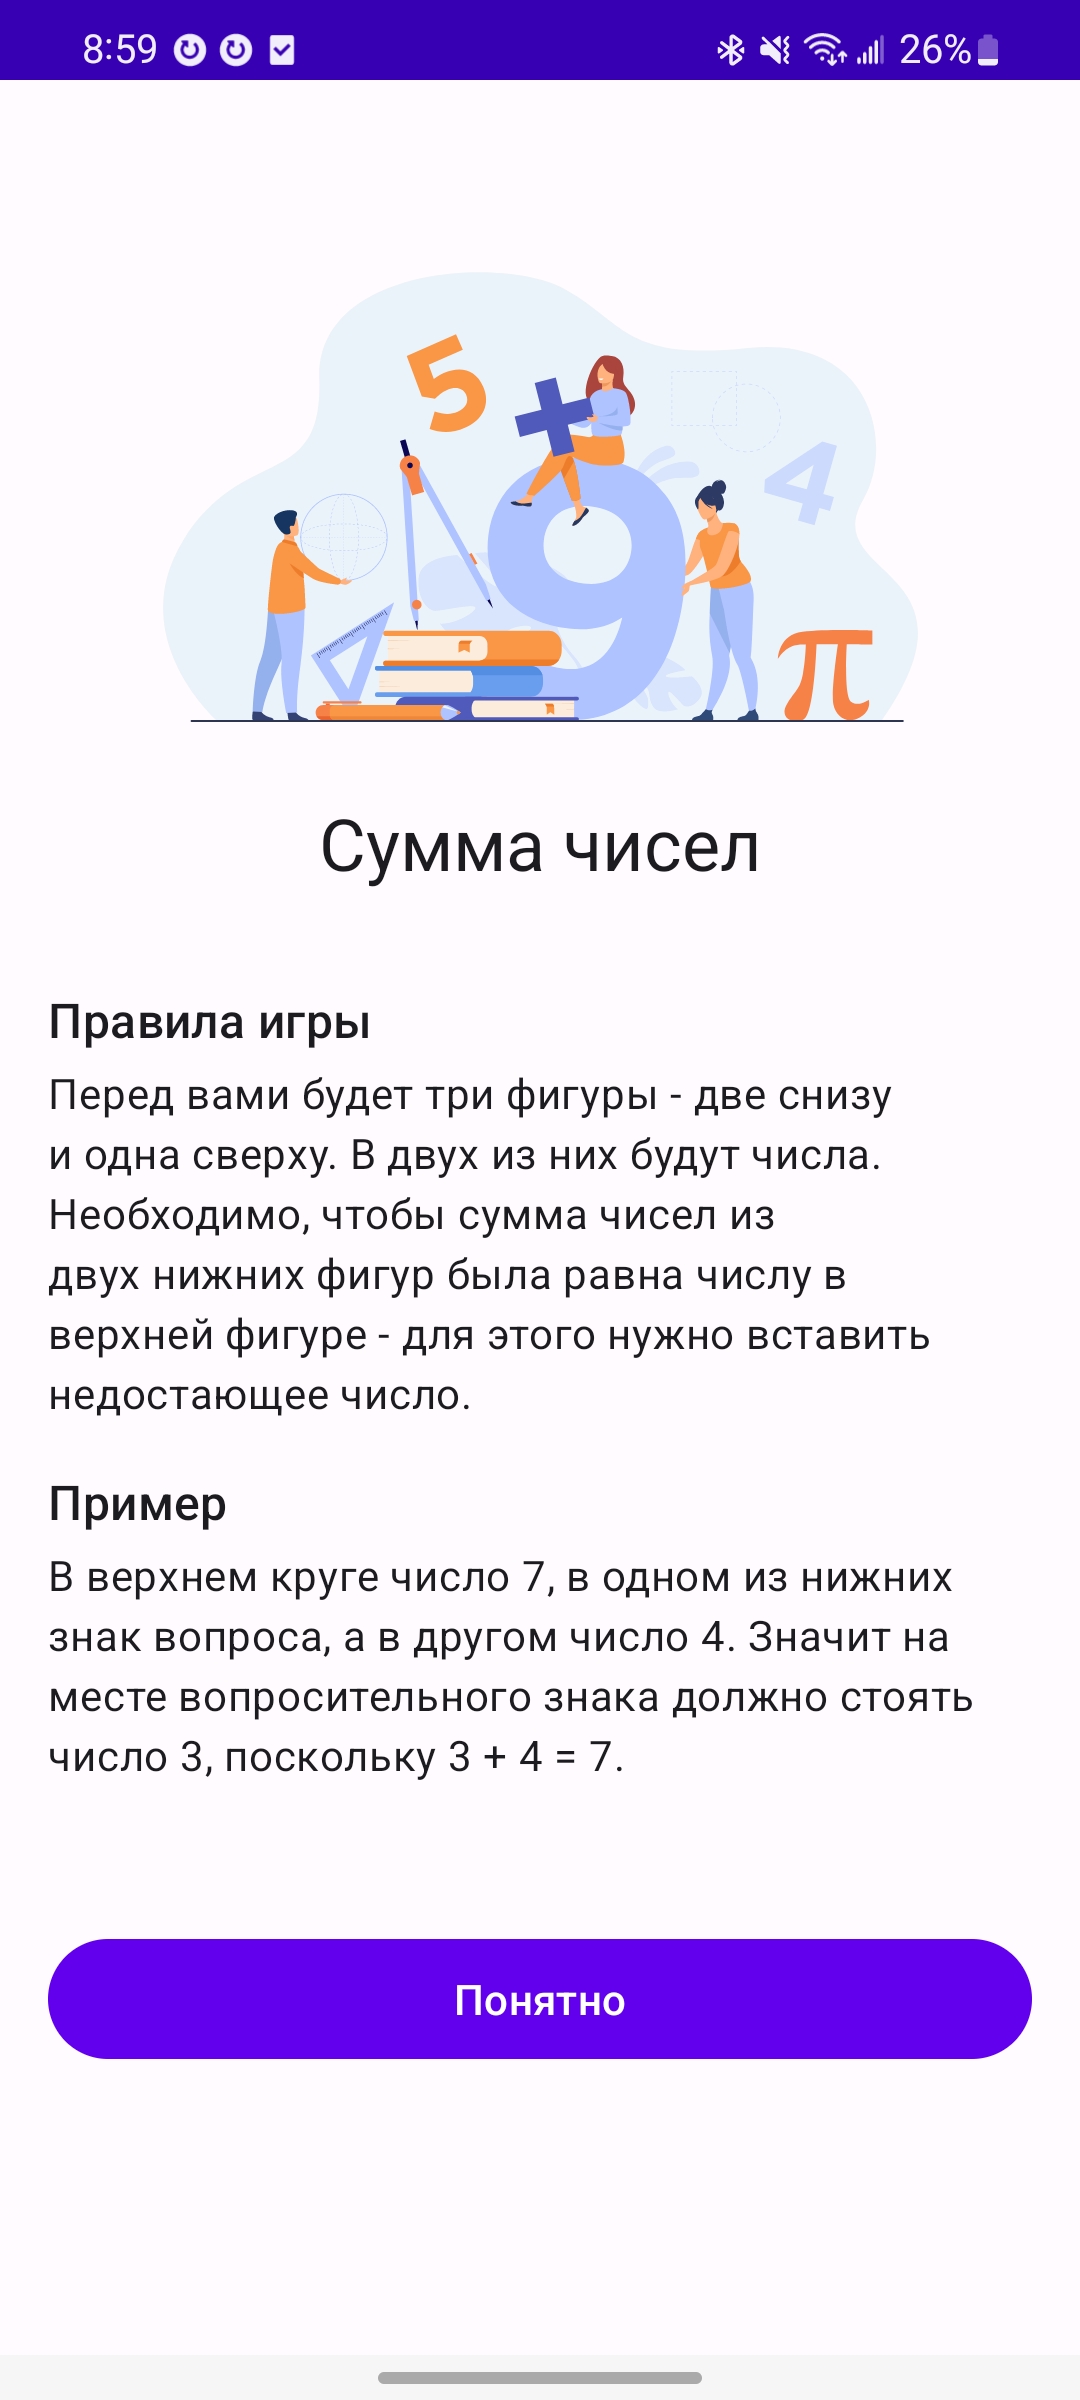 8:59
26%
5
4
9
π
Сумма чисел
Правила игры
Перед вами будет три фигуры - две снизу
и одна сверху. В двух из них будут числа.
Необходимо, чтобы сумма чисел из
двух нижних фигур была равна числу в
верхней фигуре - для этого нужно вставить
недостающее число.
Пример
В верхнем круге число 7, в одном из нижних
знак вопроса, а в другом число 4. Значит на
месте вопросительного знака должно стоять
число 3, поскольку 3 + 4 = 7.
Понятно